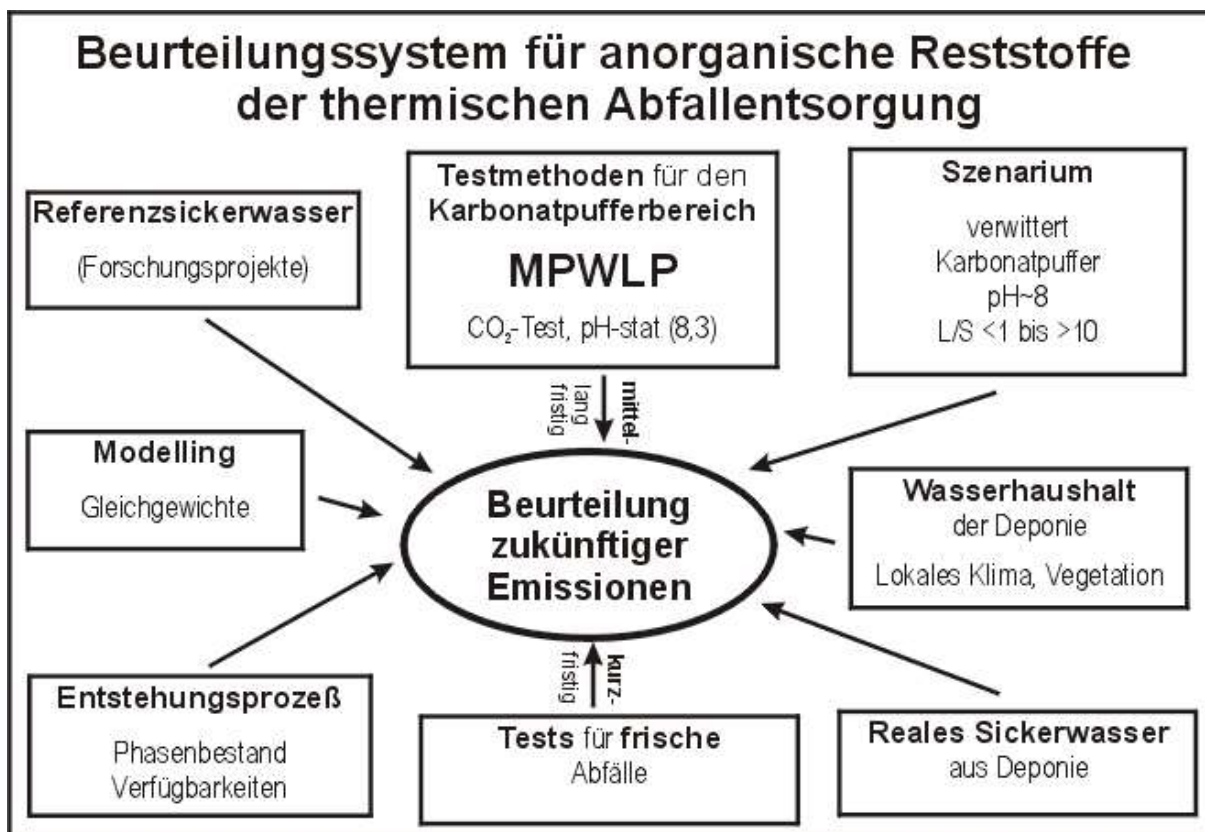 Beurteilungssystem für anorganische Reststoffe
der thermischen Abfallentsorgung
Referenzsickerwasser
(Forschungsprojekte)
Testmethoden für den
Karbonatpufferbereich
MPWLP
CO₂-Test, pH-stat (8,3)
Szenarium
verwittert
Karbonatpuffer
pH~8
L/S <1 bis >10
mittel-
lang
fristig
Modelling
Gleichgewichte
Beurteilung
zukünftiger
Emissionen
Wasserhaushalt
der Deponie
Lokales Klima, Vegetation
Entstehungsprozeß
Phasenbestand
Verfügbarkeiten
kurz-
fristig
Tests für frische
Abfälle
Reales Sickerwasser
aus Deponie